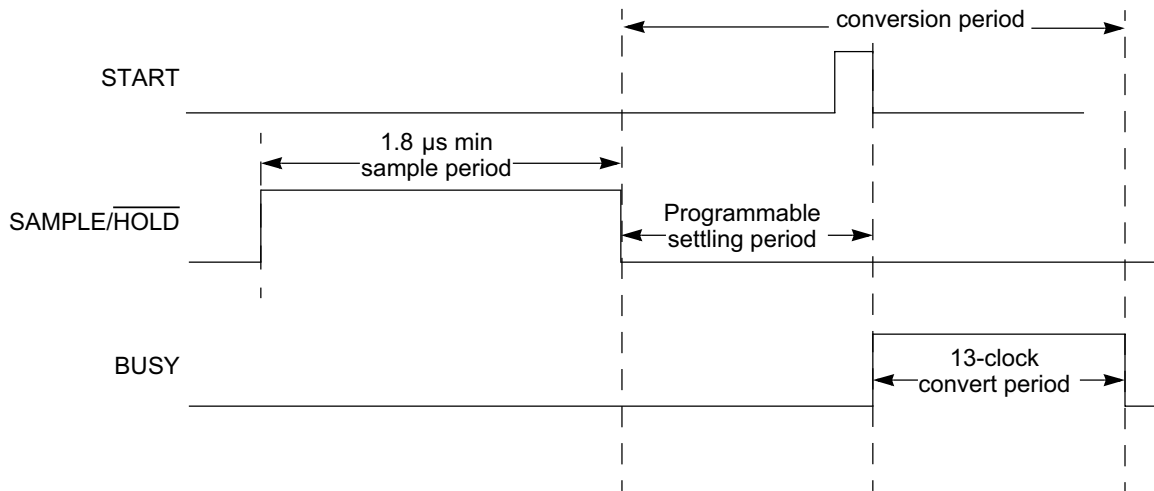 conversion period
START
1.8 µs min
sample period
SAMPLE/HOLD
Programmable
settling period
BUSY
13-clock
convert period